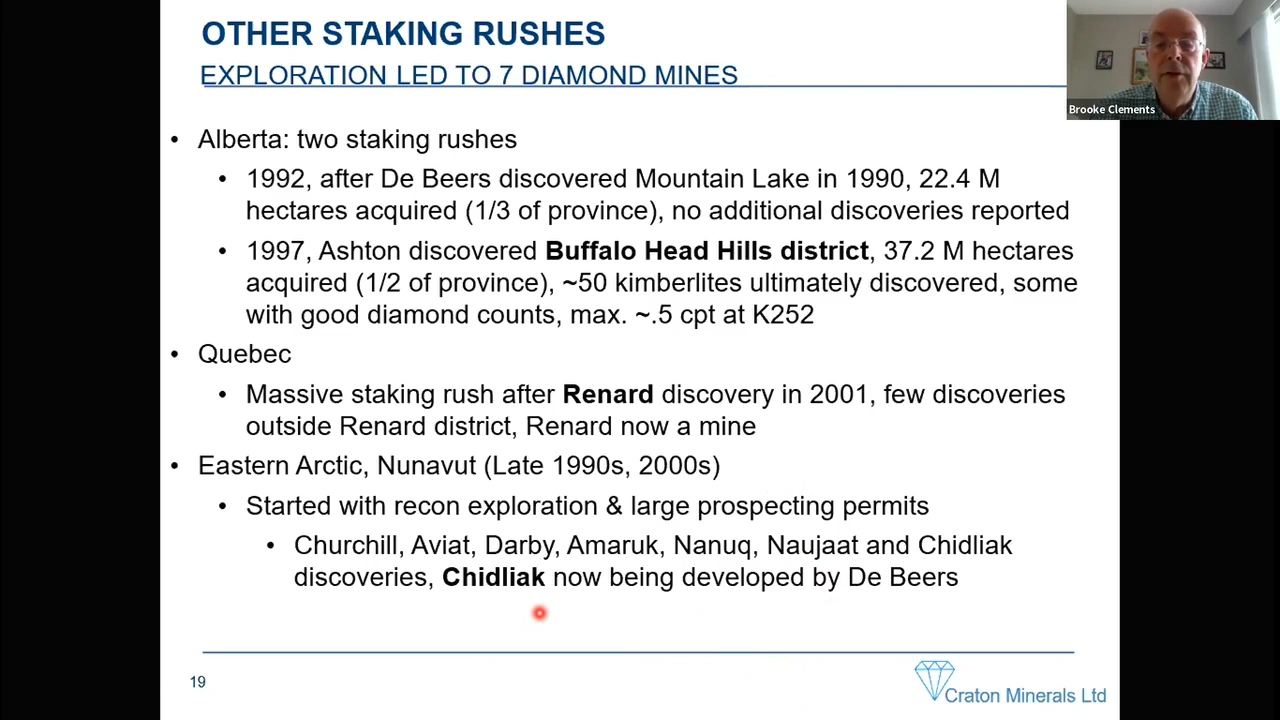 OTHER STAKING RUSHES
EXPLORATION LED TO 7 DIAMOND MINES
Brooke Clements
• Alberta: two staking rushes
• 1992, after De Beers discovered Mountain Lake in 1990, 22.4 M
hectares acquired (1/3 of province), no additional discoveries reported
• 1997, Ashton discovered Buffalo Head Hills district, 37.2 M hectares
acquired (1/2 of province), ~50 kimberlites ultimately discovered, some
with good diamond counts, max. ~.5 cpt at K252
• Quebec
• Massive staking rush after Renard discovery in 2001, few discoveries
outside Renard district, Renard now a mine
• Eastern Arctic, Nunavut (Late 1990s, 2000s)
• Started with recon exploration & large prospecting permits
• Churchill, Aviat, Darby, Amaruk, Nanuq, Naujaat and Chidliak
discoveries, Chidliak now being developed by De Beers
19
Craton Minerals Ltd